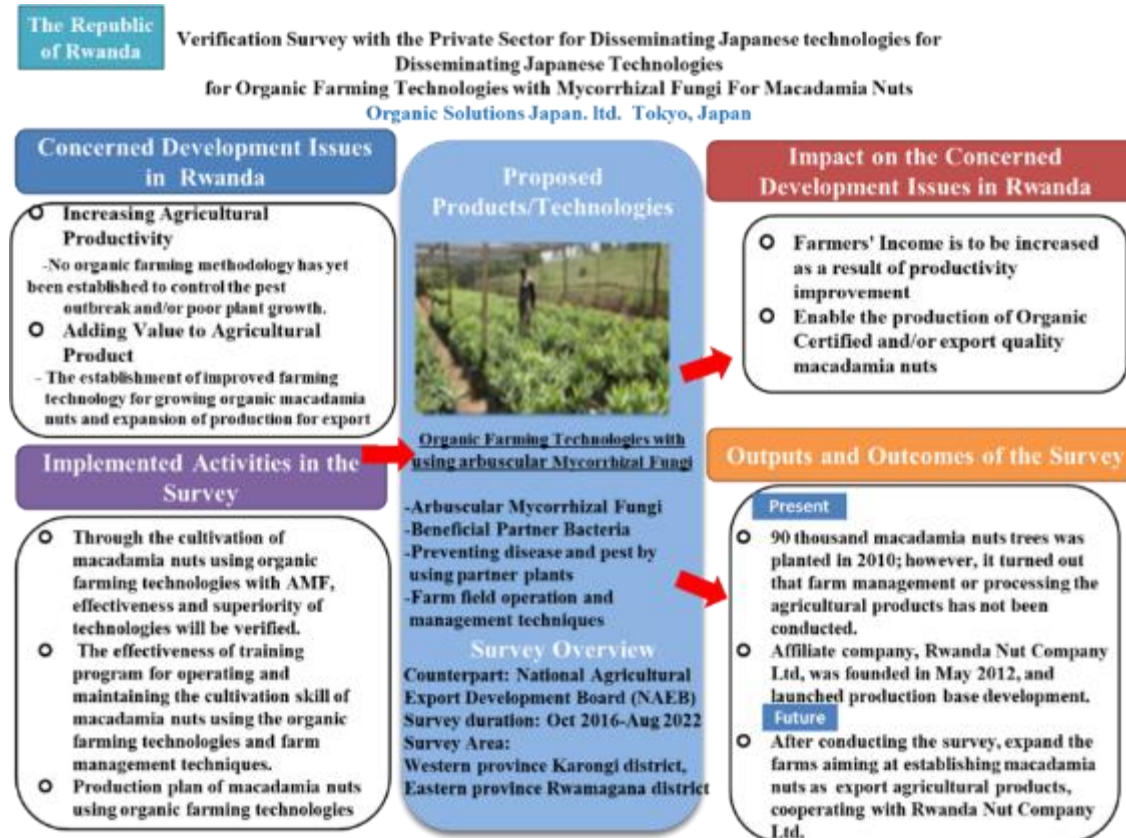 The Republic
of Rwanda
Verification Survey with the Private Sector for Disseminating Japanese technologies for
Disseminating Japanese Technologies
for Organic Farming Technologies with Mycorrhizal Fungi For Macadamia Nuts
Organic Solutions Japan. ltd. Tokyo, Japan
Concerned Development Issues
in Rwanda
Increasing Agricultural
Productivity
-No organic farming methodology has yet
been established to control the pest
outbreak and/or poor plant growth.
Adding Value to Agricultural
Product
- The establishment of improved farming
technology for growing organic macadamia
nuts and expansion of production for export
Implemented Activities in the
Survey
Through the cultivation of
macadamia nuts using organic
farming technologies with AMF,
effectiveness and superiority of
technologies will be verified.
The effectiveness of training
program for operating and
maintaining the cultivation skill of
macadamia nuts using the organic
farming technologies and farm
management techniques.
Production plan of macadamia nuts
using organic farming technologies
Proposed
Products/Technologies
Organic Farming Technologies with
using arbuscular Mycorrhizal Fungi
-Arbuscular Mycorrhizal Fungi
-Beneficial Partner Bacteria
-Preventing disease and pest by
using partner plants
-Farm field operation and
management techniques
Survey Overview
Counterpart: National Agricultural
Export Development Board (NAEB)
Survey duration: Oct 2016-Aug 2022
Survey Area:
Western province Karongi district,
Eastern province Rwamagana district
Impact on the Concerned
Development Issues in Rwanda
Farmers' Income is to be increased
as a result of productivity
improvement
Enable the production of Organic
Certified and/or export quality
macadamia nuts
Outputs and Outcomes of the Survey
Present
90 thousand macadamia nuts trees was
planted in 2010; however, it turned out
that farm management or processing the
agricultural products has not been
conducted.
Affiliate company, Rwanda Nut Company
Ltd, was founded in May 2012, and
launched production base development.
Future
After conducting the survey, expand the
farms aiming at establishing macadamia
nuts as export agricultural products,
cooperating with Rwanda Nut Company
Ltd.